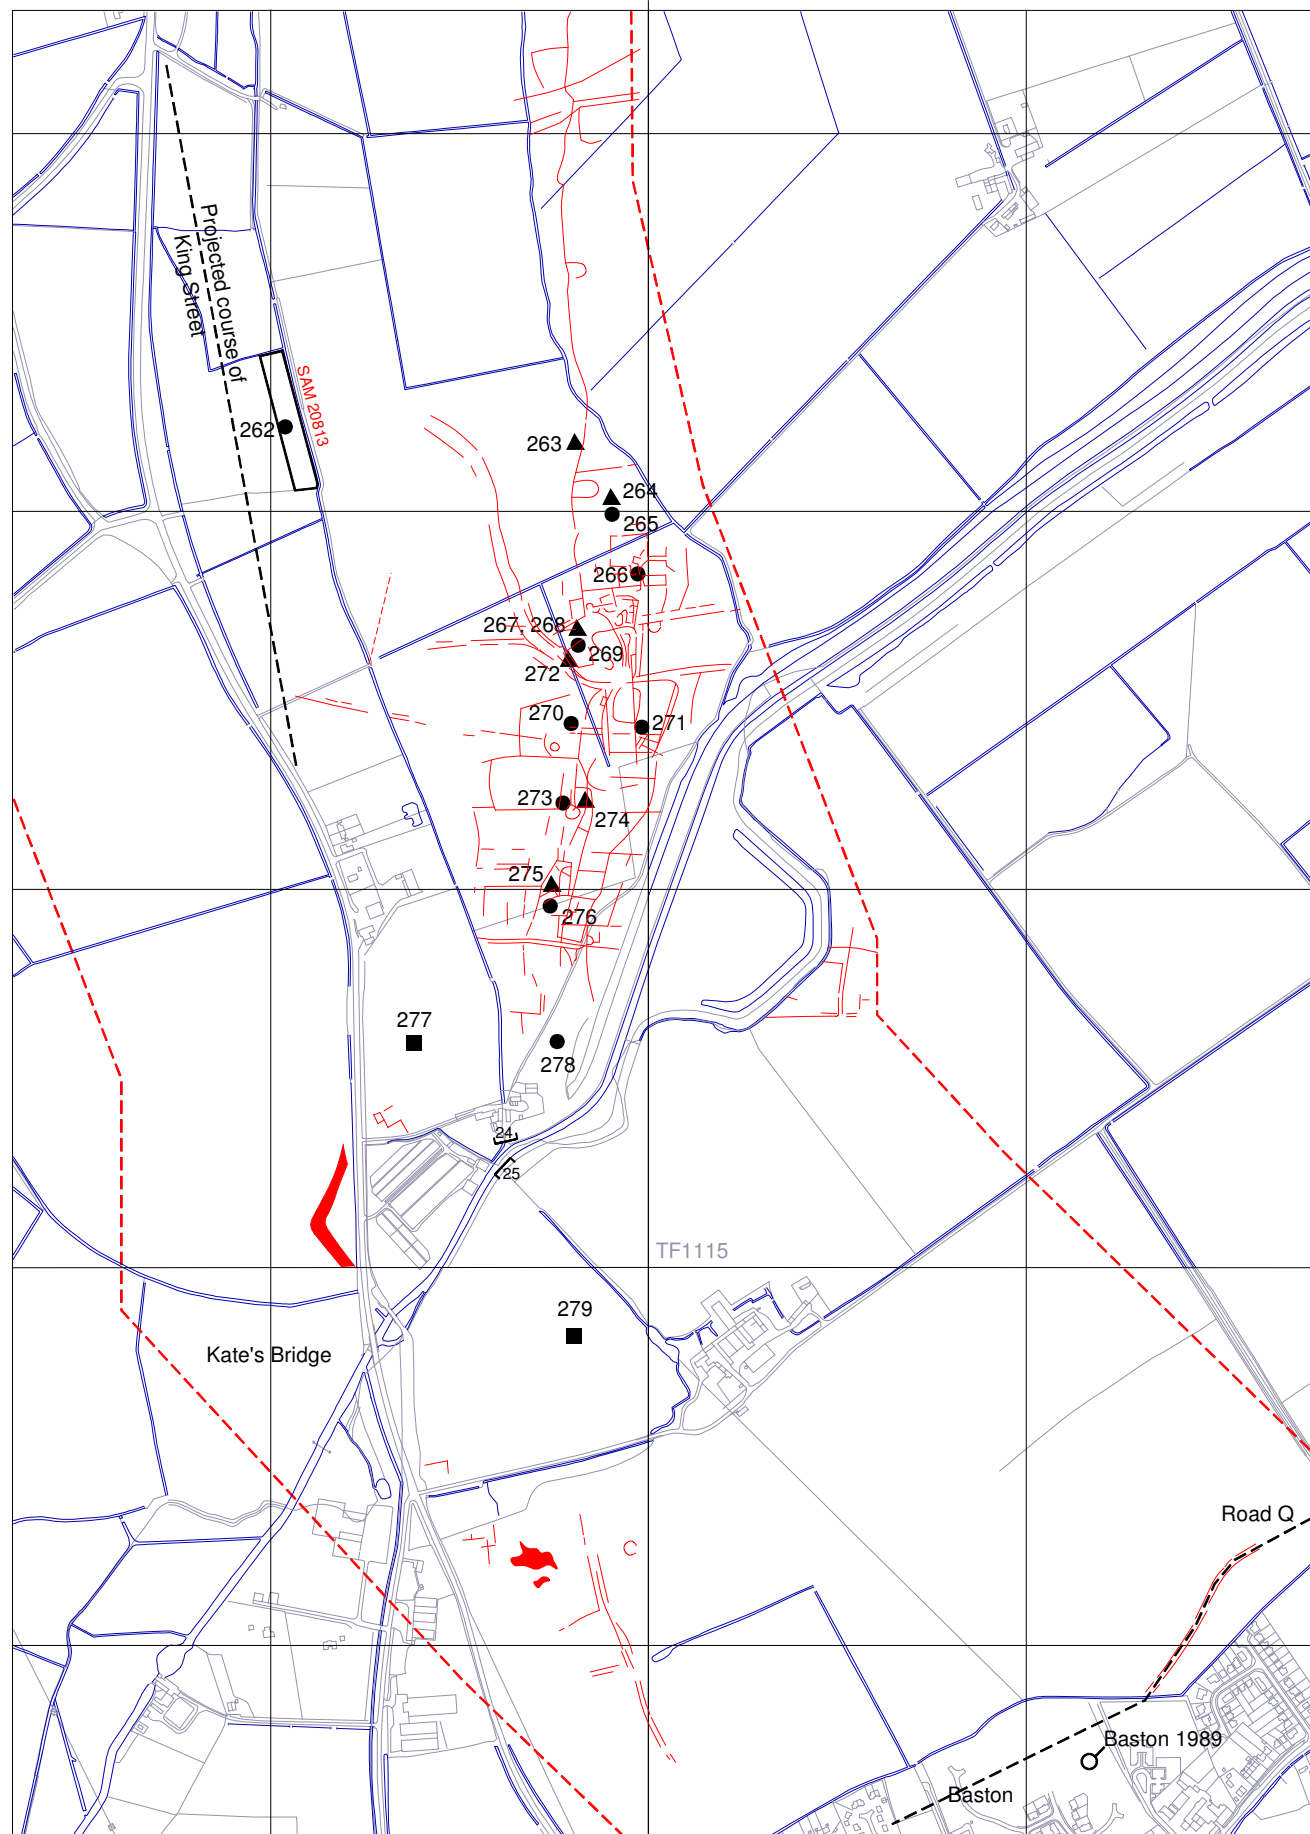 Projected course of
King Street
SAM 20813
262
263
264
265
266
267, 268
269
272
270
271
273
274
275
276
277
278
24
25
TF1115
279
Kate's Bridge
Road Q
Baston 1989
Baston